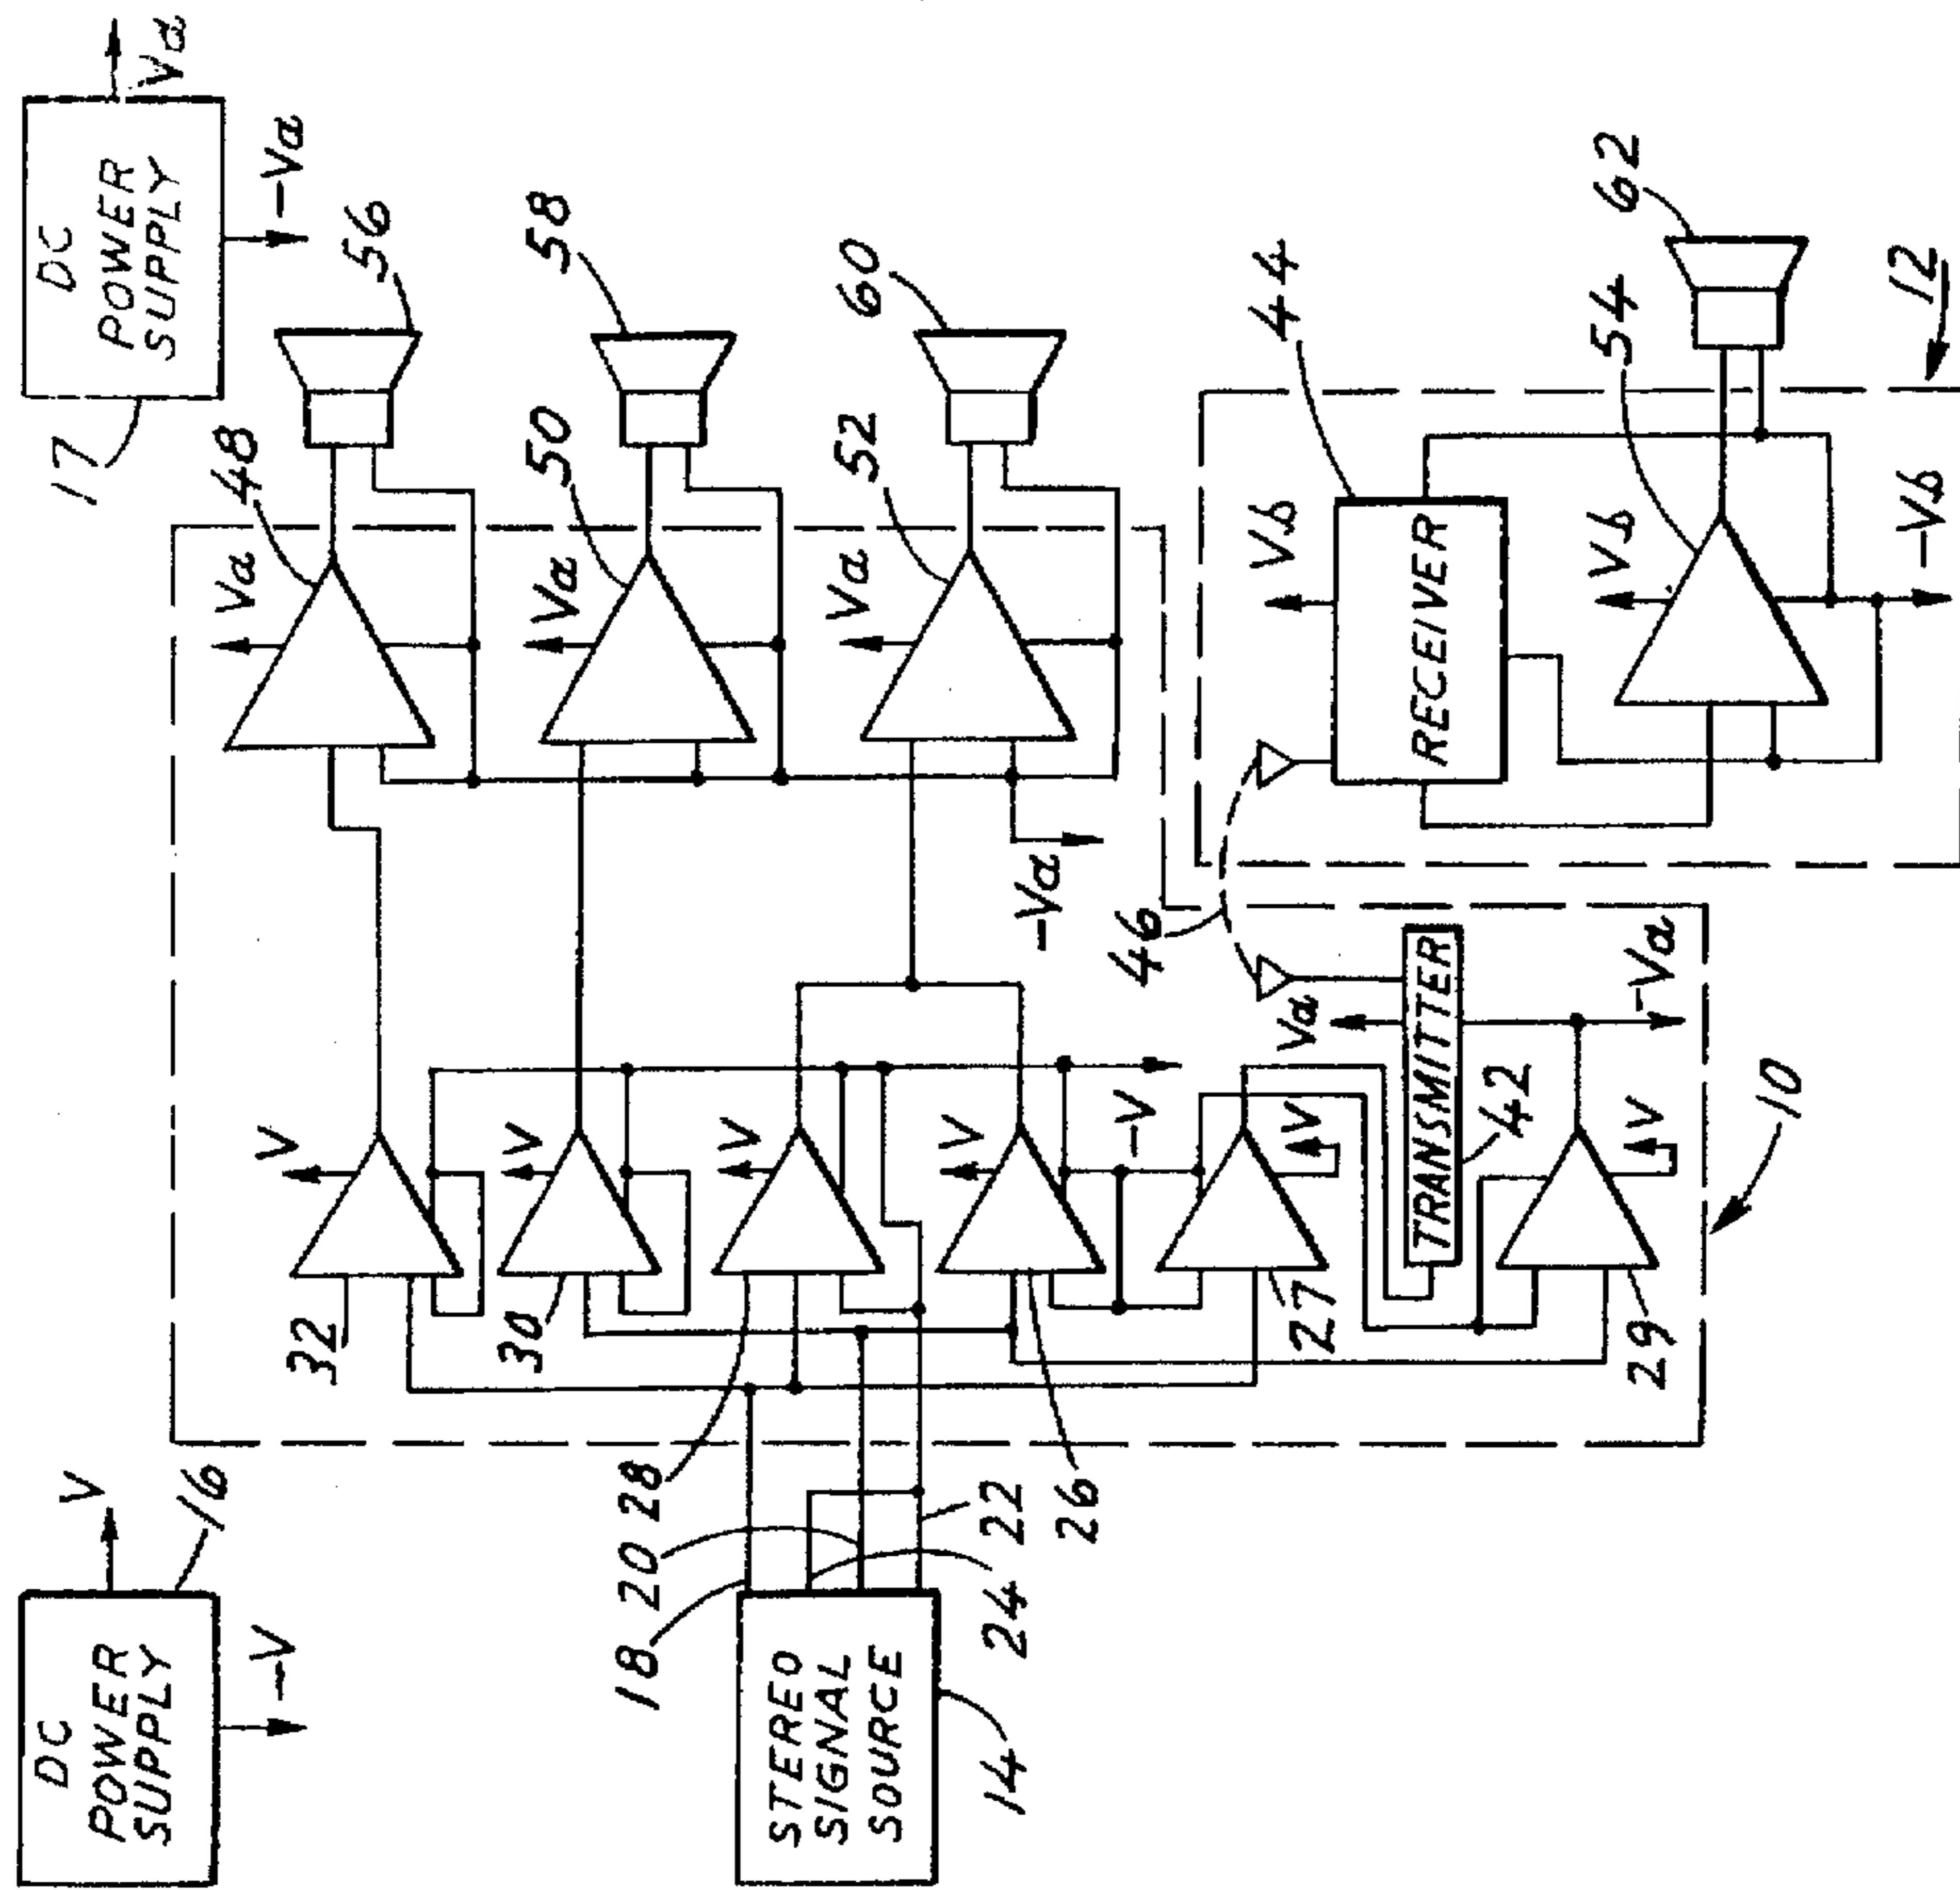 DC
POWER
SUPPLY
V
16
-V
DC
POWER
SUPPLY
Va
17
-Va
32
V
Va
48
56
30
V
Va
50
58
18
20
28
V
Va
52
60
STEREO
SIGNAL
SOURCE
14
24
22
26
V
-V
-Va
46
27
V
Va
TRANSMITTER
42
29
V
-Va
10
RECEIVER
Vb
44
Vb
54
62
-Vb
12